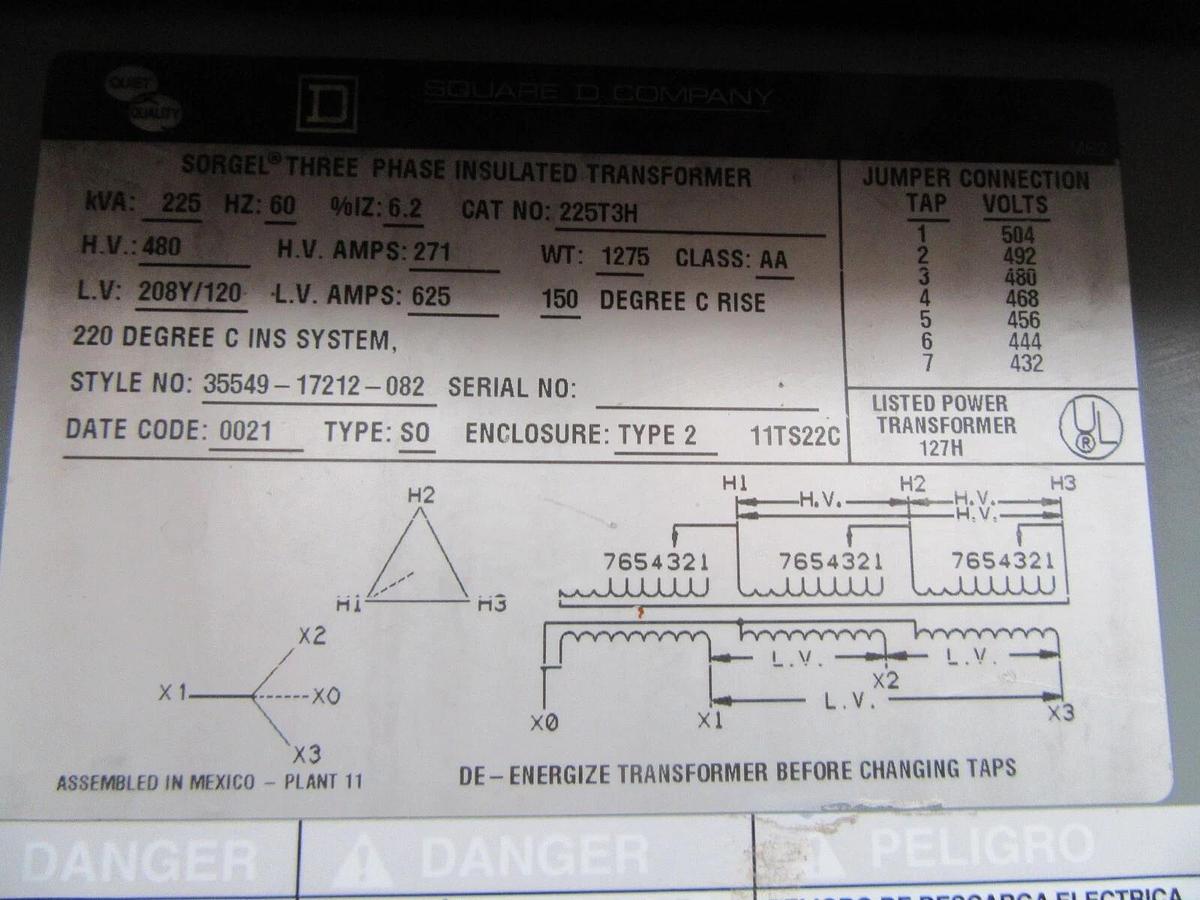 QUIET
QUALITY
D
SQUARE D COMPANY
SORGEL® THREE PHASE INSULATED TRANSFORMER
kVA: 225 HZ: 60 %IZ: 6.2 CAT NO: 225T3H
H.V.: 480 H.V. AMPS: 271 WT: 1275 CLASS: AA
L.V: 208Y/120 L.V. AMPS: 625 150 DEGREE C RISE
220 DEGREE C INS SYSTEM,
STYLE NO: 35549-17212-082 SERIAL NO:
DATE CODE: 0021 TYPE: SO ENCLOSURE: TYPE 2 11TS22C
JUMPER CONNECTION
TAP VOLTS
1 504
2 492
3 480
4 468
5 456
6 444
7 432
LISTED POWER
TRANSFORMER
127H
UL
®
H2
H1 H3
X2
X1 X0
X3
H1 H2 H3
H.V. H.V.
H.V.
7654321 7654321 7654321
L.V. L.V.
X2
L.V.
X0 X1 X3
ASSEMBLED IN MEXICO - PLANT 11
DE-ENERGIZE TRANSFORMER BEFORE CHANGING TAPS
DANGER DANGER PELIGRO
PELIGRO DE DESCARGA ELECTRICA